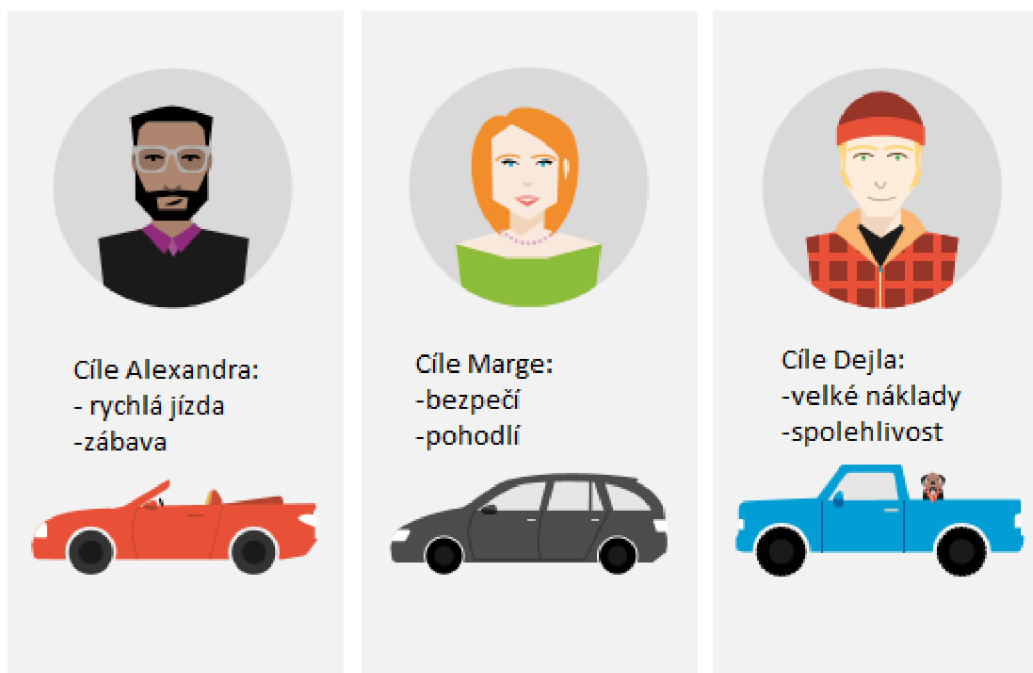 Cíle Alexandra:
- rychlá jízda
-zábava
Cíle Marge:
-bezpečí
-pohodlí
Cíle Dejla:
-velké náklady
-spolehlivost